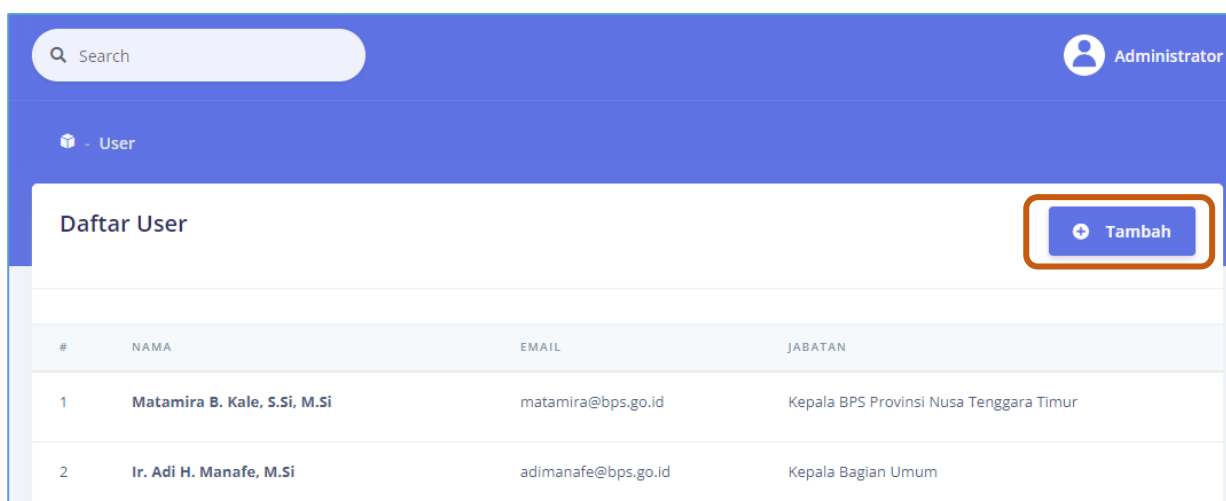 Search
Administrator
- User
Daftar User
Tambah
# NAMA EMAIL JABATAN
1 Matamira B. Kale, S.Si, M.Si matamira@bps.go.id Kepala BPS Provinsi Nusa Tenggara Timur
2 Ir. Adi H. Manafe, M.Si adimanafe@bps.go.id Kepala Bagian Umum